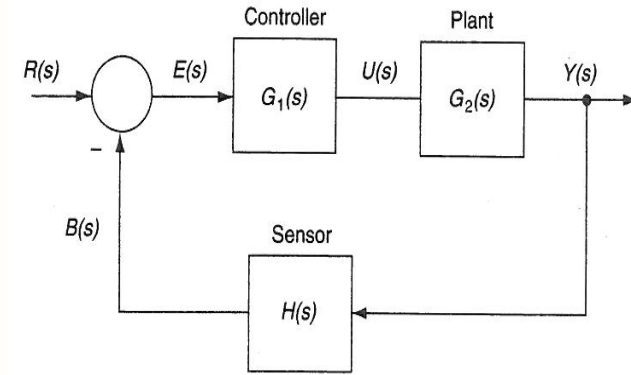 Controller
Plant
R(s)
E(s)
G₁(s)
U(s)
G₂(s)
Y(s)
–
B(s)
Sensor
H(s)